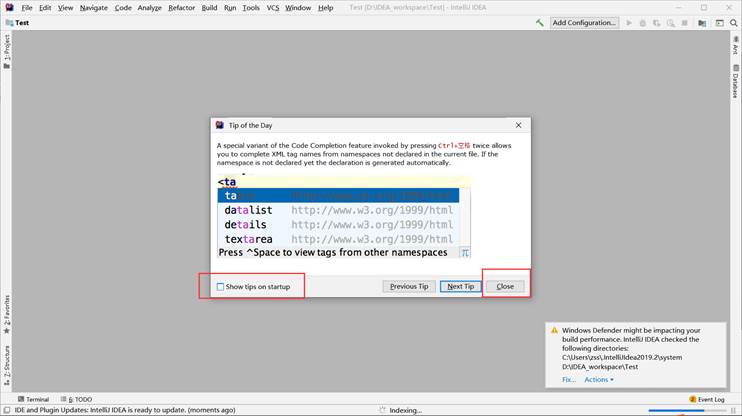 File Edit View Navigate Code Analyze Refactor Build Run Tools VCS Window Help Test [D:\IDEA_workspace\Test] - IntelliJ IDEA
Test Add Configuration...
1: Project
Ant
Database
Tip of the Day
A special variant of the Code Completion feature invoked by pressing Ctrl+空格 twice allows
you to complete XML tag names from namespaces not declared in the current file. If the
namespace is not declared yet the declaration is generated automatically.
<ta
ta
datalist http://www.w3.org/1999/html
details http://www.w3.org/1999/html
textarea http://www.w3.org/1999/html
Press ^Space to view tags from other namespaces π
Show tips on startup Previous Tip Next Tip Close
2: Favorites
7: Structure
Windows Defender might be impacting your
build performance. IntelliJ IDEA checked the
following directories:
C:\Users\zss\.IntelliJIdea2019.2\system
D:\IDEA_workspace\Test
Fix... Actions
Terminal 6: TODO 2 Event Log
IDE and Plugin Updates: IntelliJ IDEA is ready to update. (moments ago) Indexing...